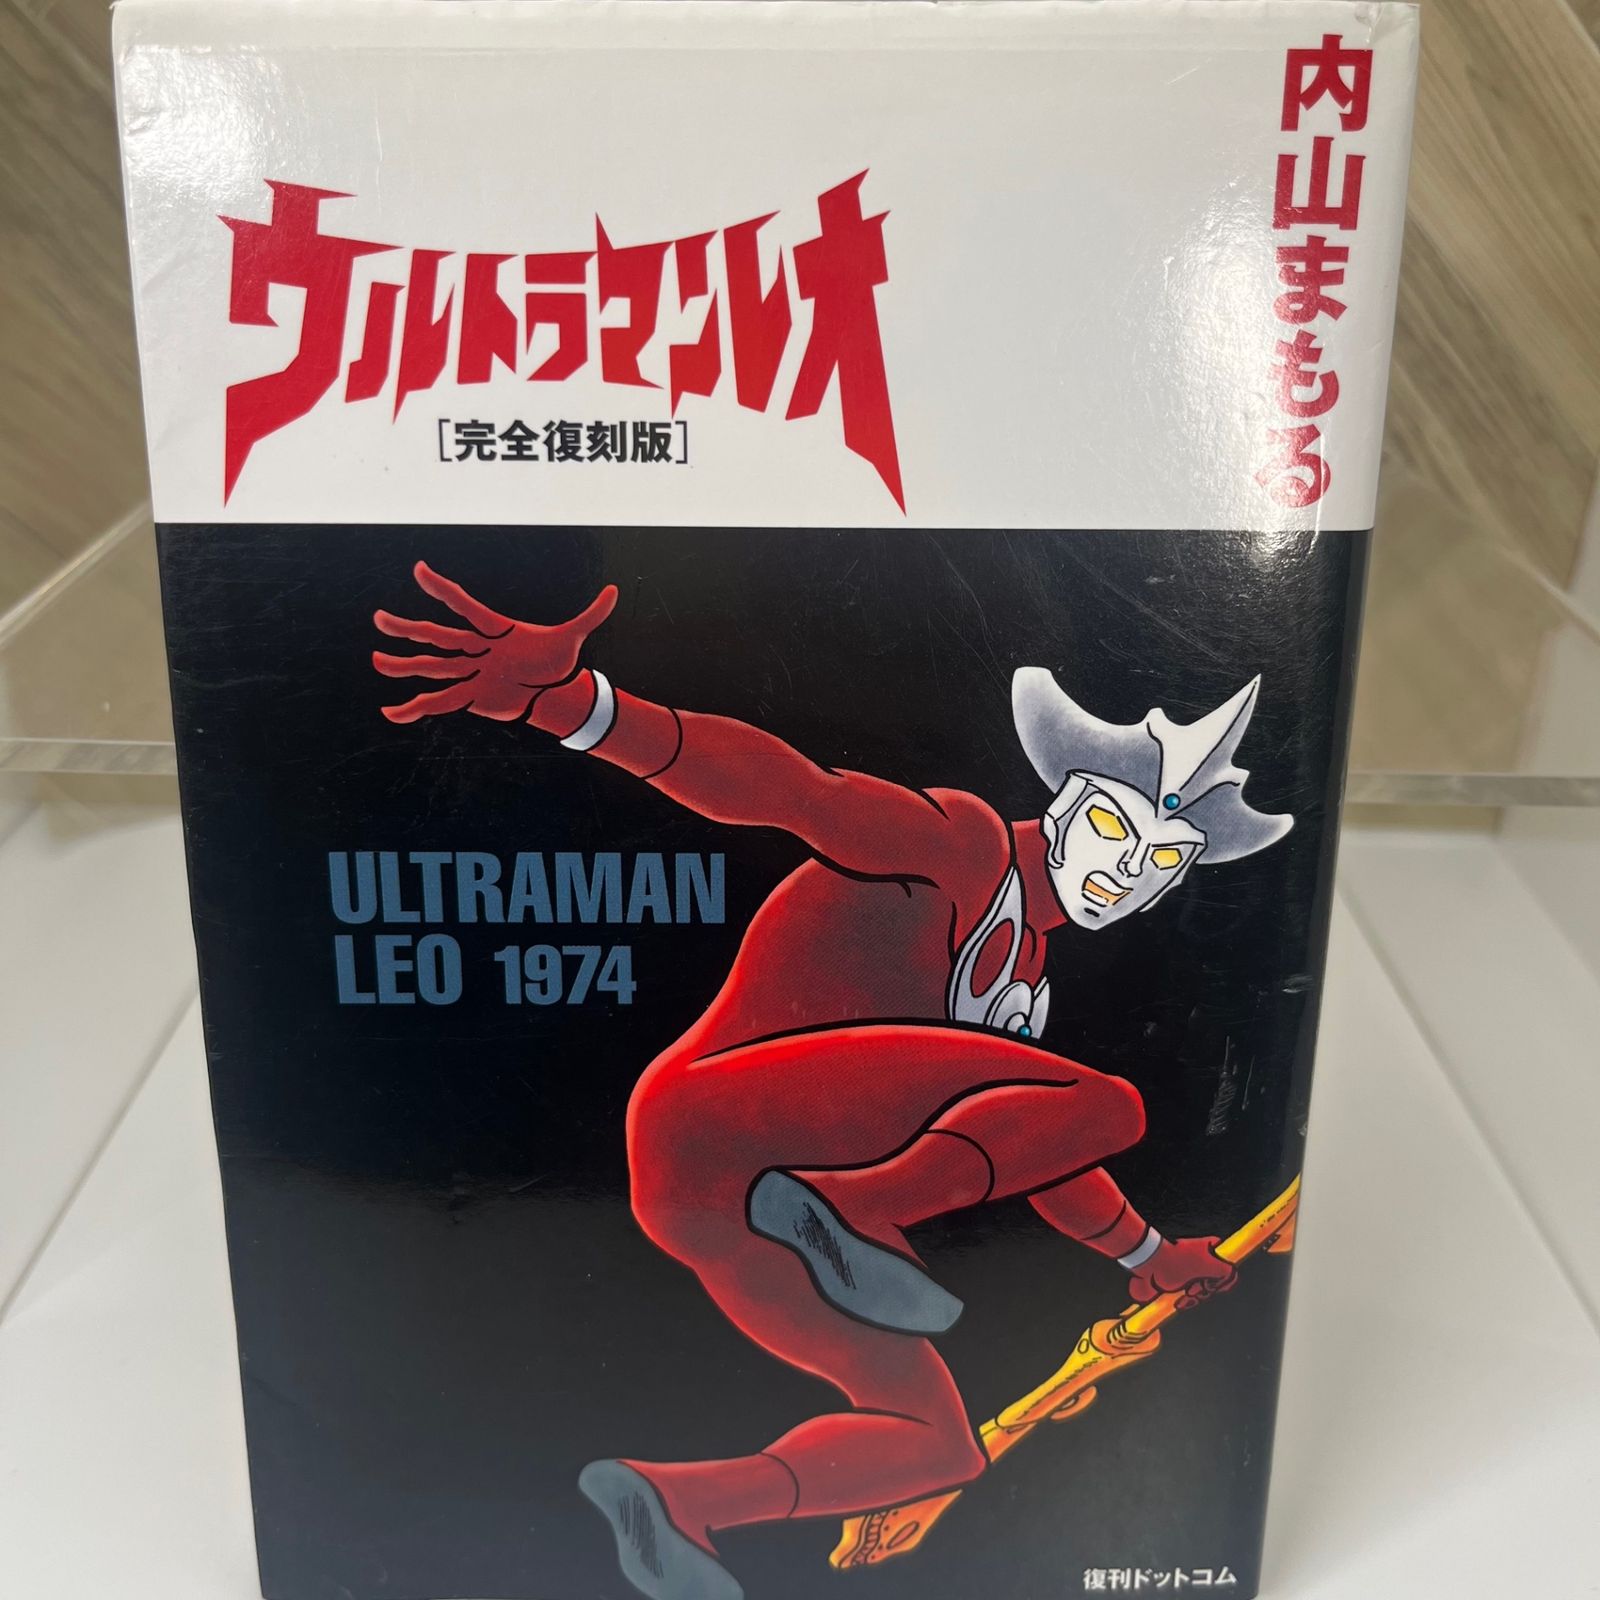 内山まもる
ウルトラマンレオ
[完全復刻版]
ULTRAMAN
LEO 1974
復刊ドットコム